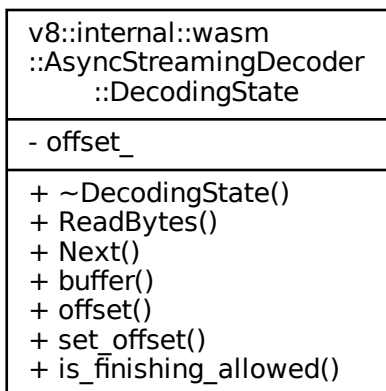 v8::internal::wasm
::AsyncStreamingDecoder
::DecodingState
- offset_
+ ~DecodingState()
+ ReadBytes()
+ Next()
+ buffer()
+ offset()
+ set_offset()
+ is_finishing_allowed()